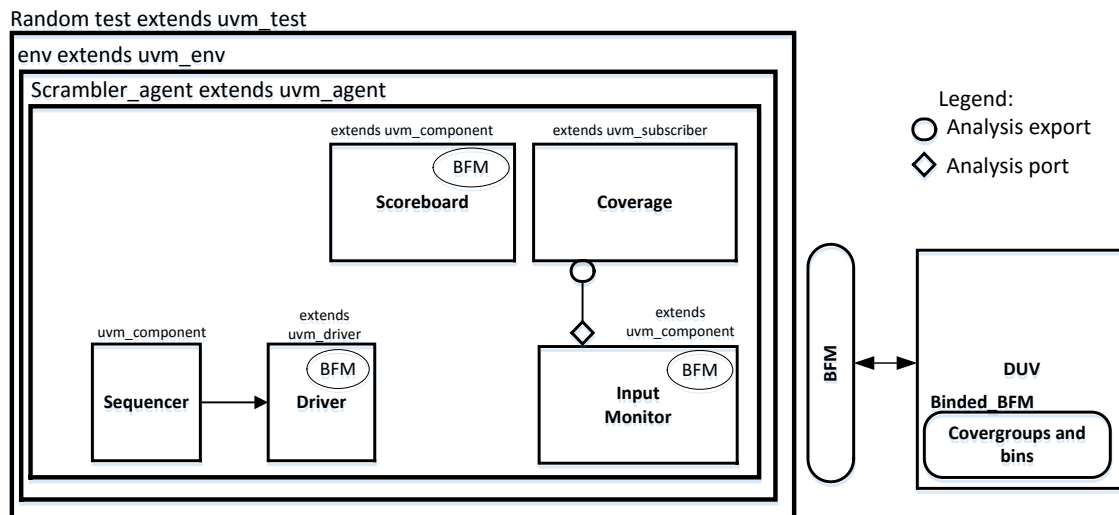 Random test extends uvm_test
env extends uvm_env
Scrambler_agent extends uvm_agent
extends uvm_component
BFM
Scoreboard
extends uvm_subscriber
Coverage
Legend:
Analysis export
Analysis port
uvm_component
Sequencer
extends
uvm_driver
BFM
Driver
extends
uvm_component
BFM
Input
Monitor
BFM
DUV
Binded_BFM
Covergroups and
bins